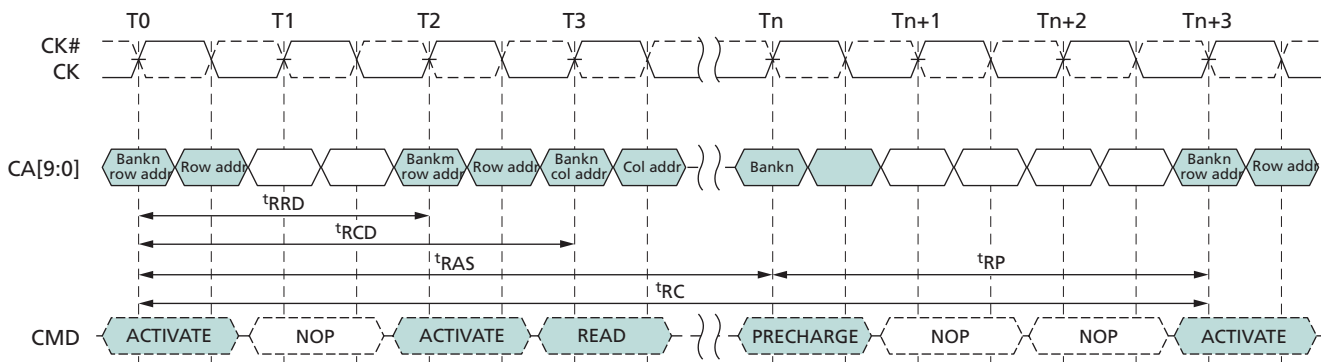 T0 T1 T2 T3 Tn Tn+1 Tn+2 Tn+3
CK#
CK
CA[9:0]
Bankn
row addr
Row addr
Bankm
row addr
Row addr
Bankn
col addr
Col addr
Bankn
Bankn
row addr
Row addr
tRRD
tRCD
tRAS
tRP
tRC
CMD ACTIVATE NOP ACTIVATE READ PRECHARGE NOP NOP ACTIVATE